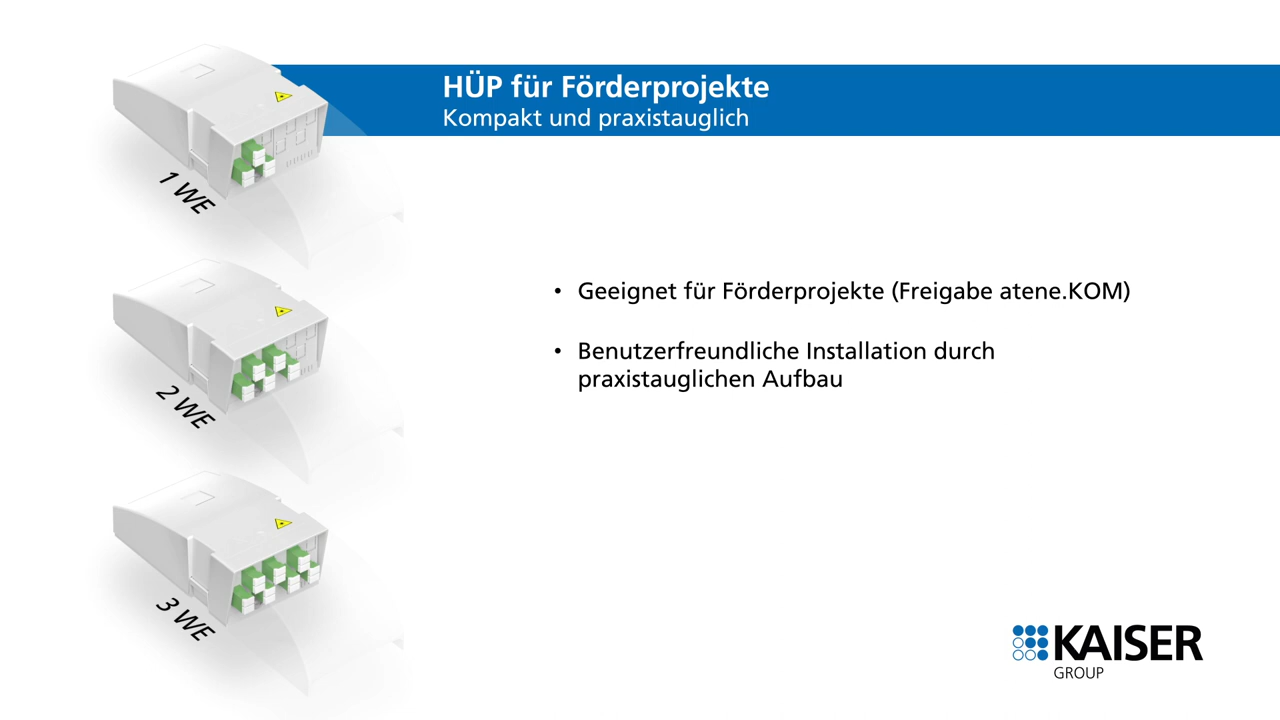 HÜP für Förderprojekte
Kompakt und praxistauglich
1 WE
• Geeignet für Förderprojekte (Freigabe atene.KOM)
• Benutzerfreundliche Installation durch
praxistauglichen Aufbau
2 WE
3 WE
KAISER
GROUP